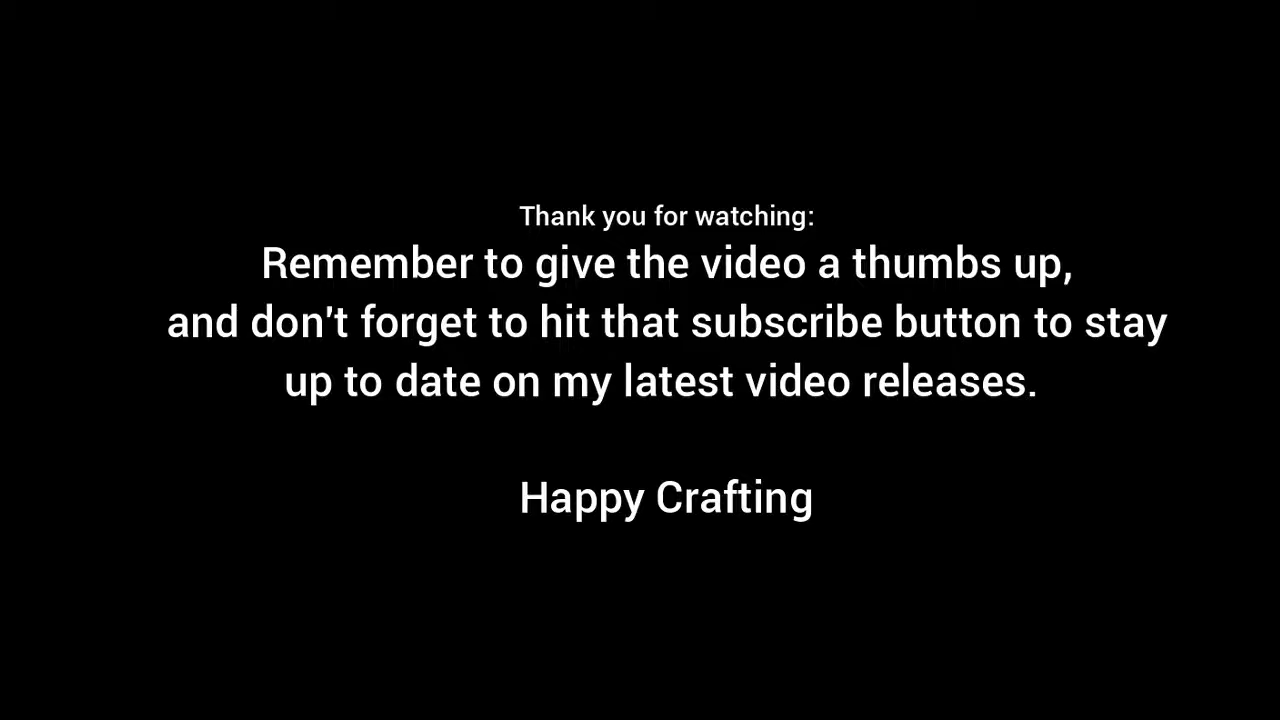 Thank you for watching:
Remember to give the video a thumbs up,
and don't forget to hit that subscribe button to stay
up to date on my latest video releases.
Happy Crafting